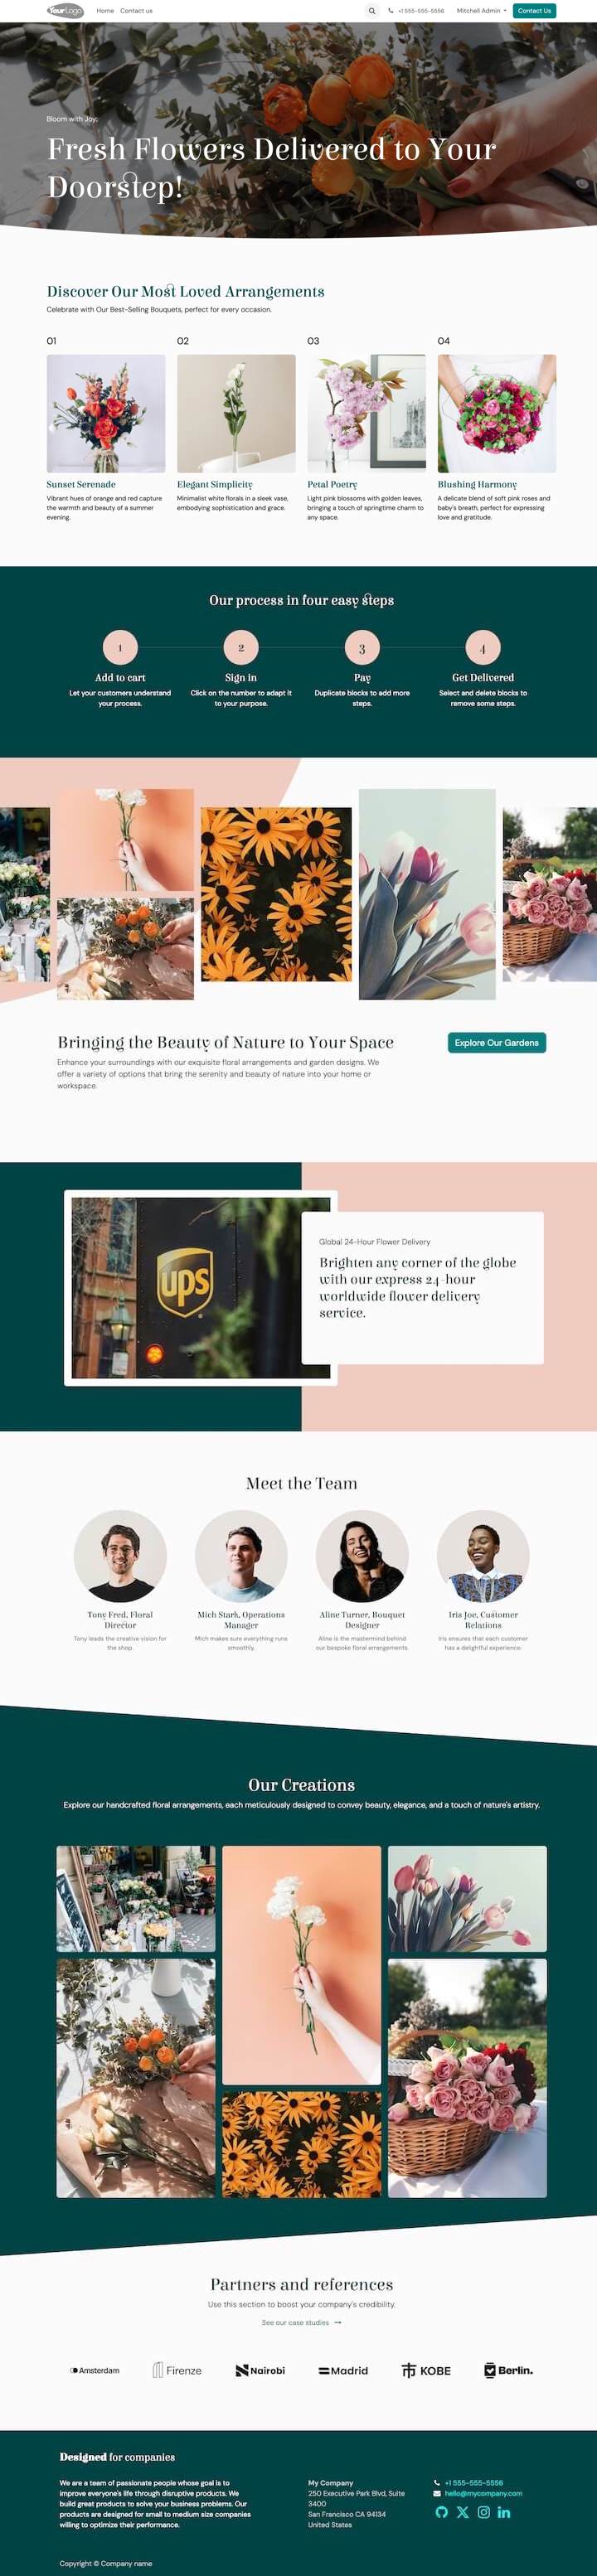 YourLogo
Home Contact us
+1 555-555-5556
Mitchell Admin
Contact Us
Bloom with Joy:
Fresh Flowers Delivered to Your
Doorstep!
Discover Our Most Loved Arrangements
Celebrate with Our Best-Selling Bouquets, perfect for every occasion.
01
02
03
04
Sunset Serenade
Vibrant hues of orange and red capture
the warmth and beauty of a summer
evening.
Elegant Simplicity
Minimalist white florals in a sleek vase,
embodying sophistication and grace.
Petal Poetry
Light pink blossoms with golden leaves,
bringing a touch of springtime charm to
any space.
Blushing Harmony
A delicate blend of soft pink roses and
baby's breath, perfect for expressing
love and gratitude.
Our process in four easy steps
1
Add to cart
Let your customers understand
your process.
2
Sign in
Click on the number to adapt it
to your purpose.
3
Pay
Duplicate blocks to add more
steps.
4
Get Delivered
Select and delete blocks to
remove some steps.
Bringing the Beauty of Nature to Your Space
Enhance your surroundings with our exquisite floral arrangements and garden designs. We
offer a variety of options that bring the serenity and beauty of nature into your home or
workspace.
Explore Our Gardens
ups
Global 24-Hour Flower Delivery
Brighten any corner of the globe
with our express 24-hour
worldwide flower delivery
service.
Meet the Team
Tony Fred, Floral
Director
Tony leads the creative vision for
the shop.
Mich Stark, Operations
Manager
Mich makes sure everything runs
smoothly.
Aline Turner, Bouquet
Designer
Aline is the mastermind behind
our bespoke floral arrangements.
Iris Joe, Customer
Relations
Iris ensures that each customer
has a delightful experience.
Our Creations
Explore our handcrafted floral arrangements, each meticulously designed to convey beauty, elegance, and a touch of nature's artistry.
Partners and references
Use this section to boost your company's credibility.
See our case studies →
Amsterdam
Firenze
Nairobi
Madrid
KOBE
Berlin.
Designed for companies
We are a team of passionate people whose goal is to
improve everyone's life through disruptive products. We
build great products to solve your business problems. Our
products are designed for small to medium size companies
willing to optimize their performance.
My Company
250 Executive Park Blvd, Suite
3400
San Francisco CA 94134
United States
+1 555-555-5556
hello@mycompany.com
Copyright © Company name